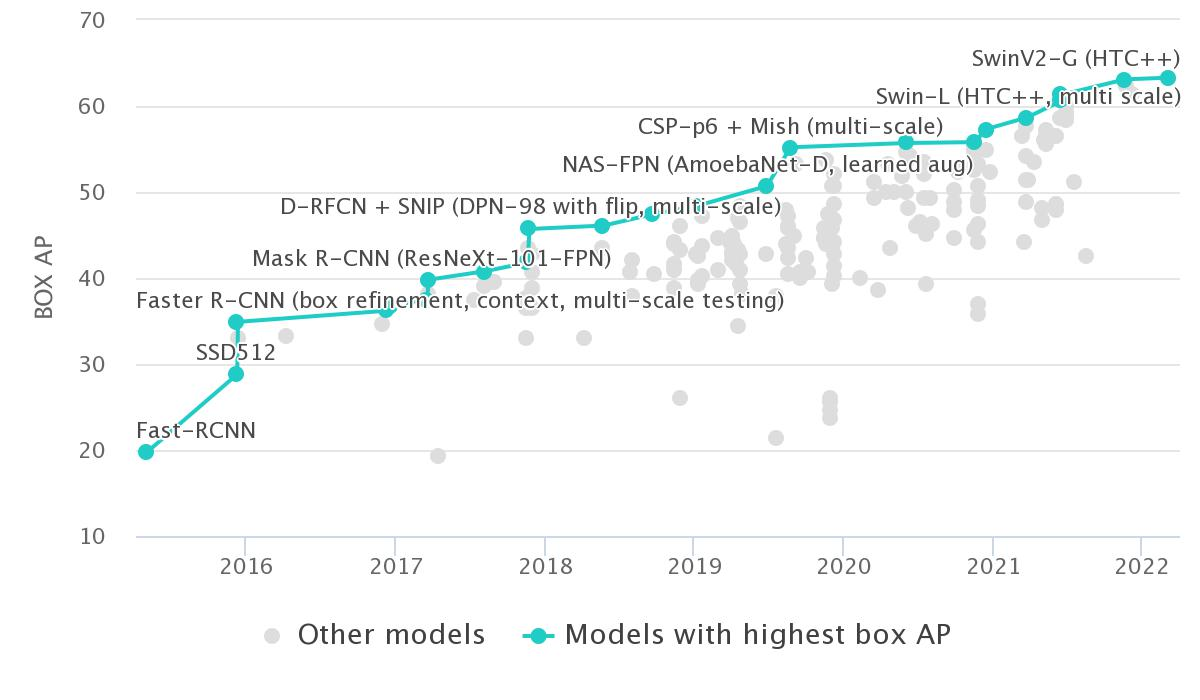 70
SwinV2-G (HTC++)
60
Swin-L (HTC++, multi scale)
CSP-p6 + Mish (multi-scale)
NAS-FPN (AmoebaNet-D, learned aug)
50
D-RFCN + SNIP (DPN-98 with flip, multi-scale)
Mask R-CNN (ResNeXt-101-FPN)
40
Faster R-CNN (box refinement, context, multi-scale testing)
BOX AP
SSD512
30
Fast-RCNN
20
10
2016 2017 2018 2019 2020 2021 2022
Other models Models with highest box AP